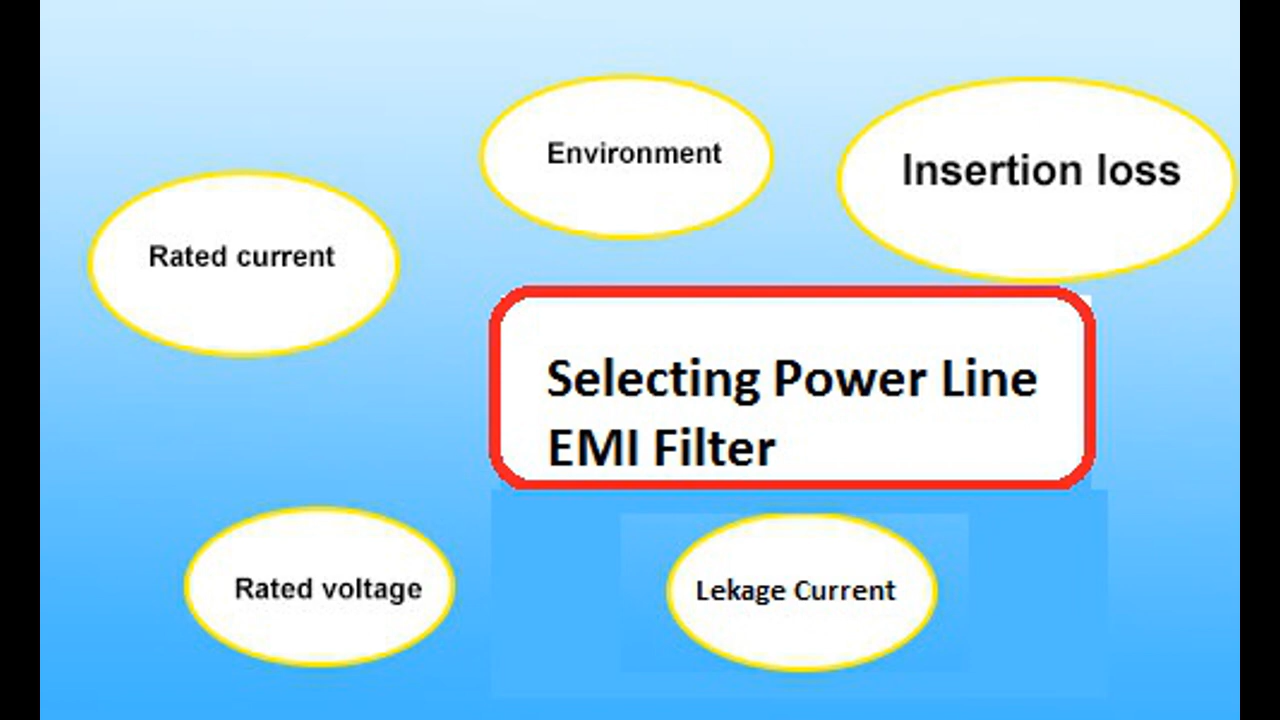 Environment
Insertion loss
Rated current
Selecting Power Line
EMI Filter
Rated voltage
Lekage Current